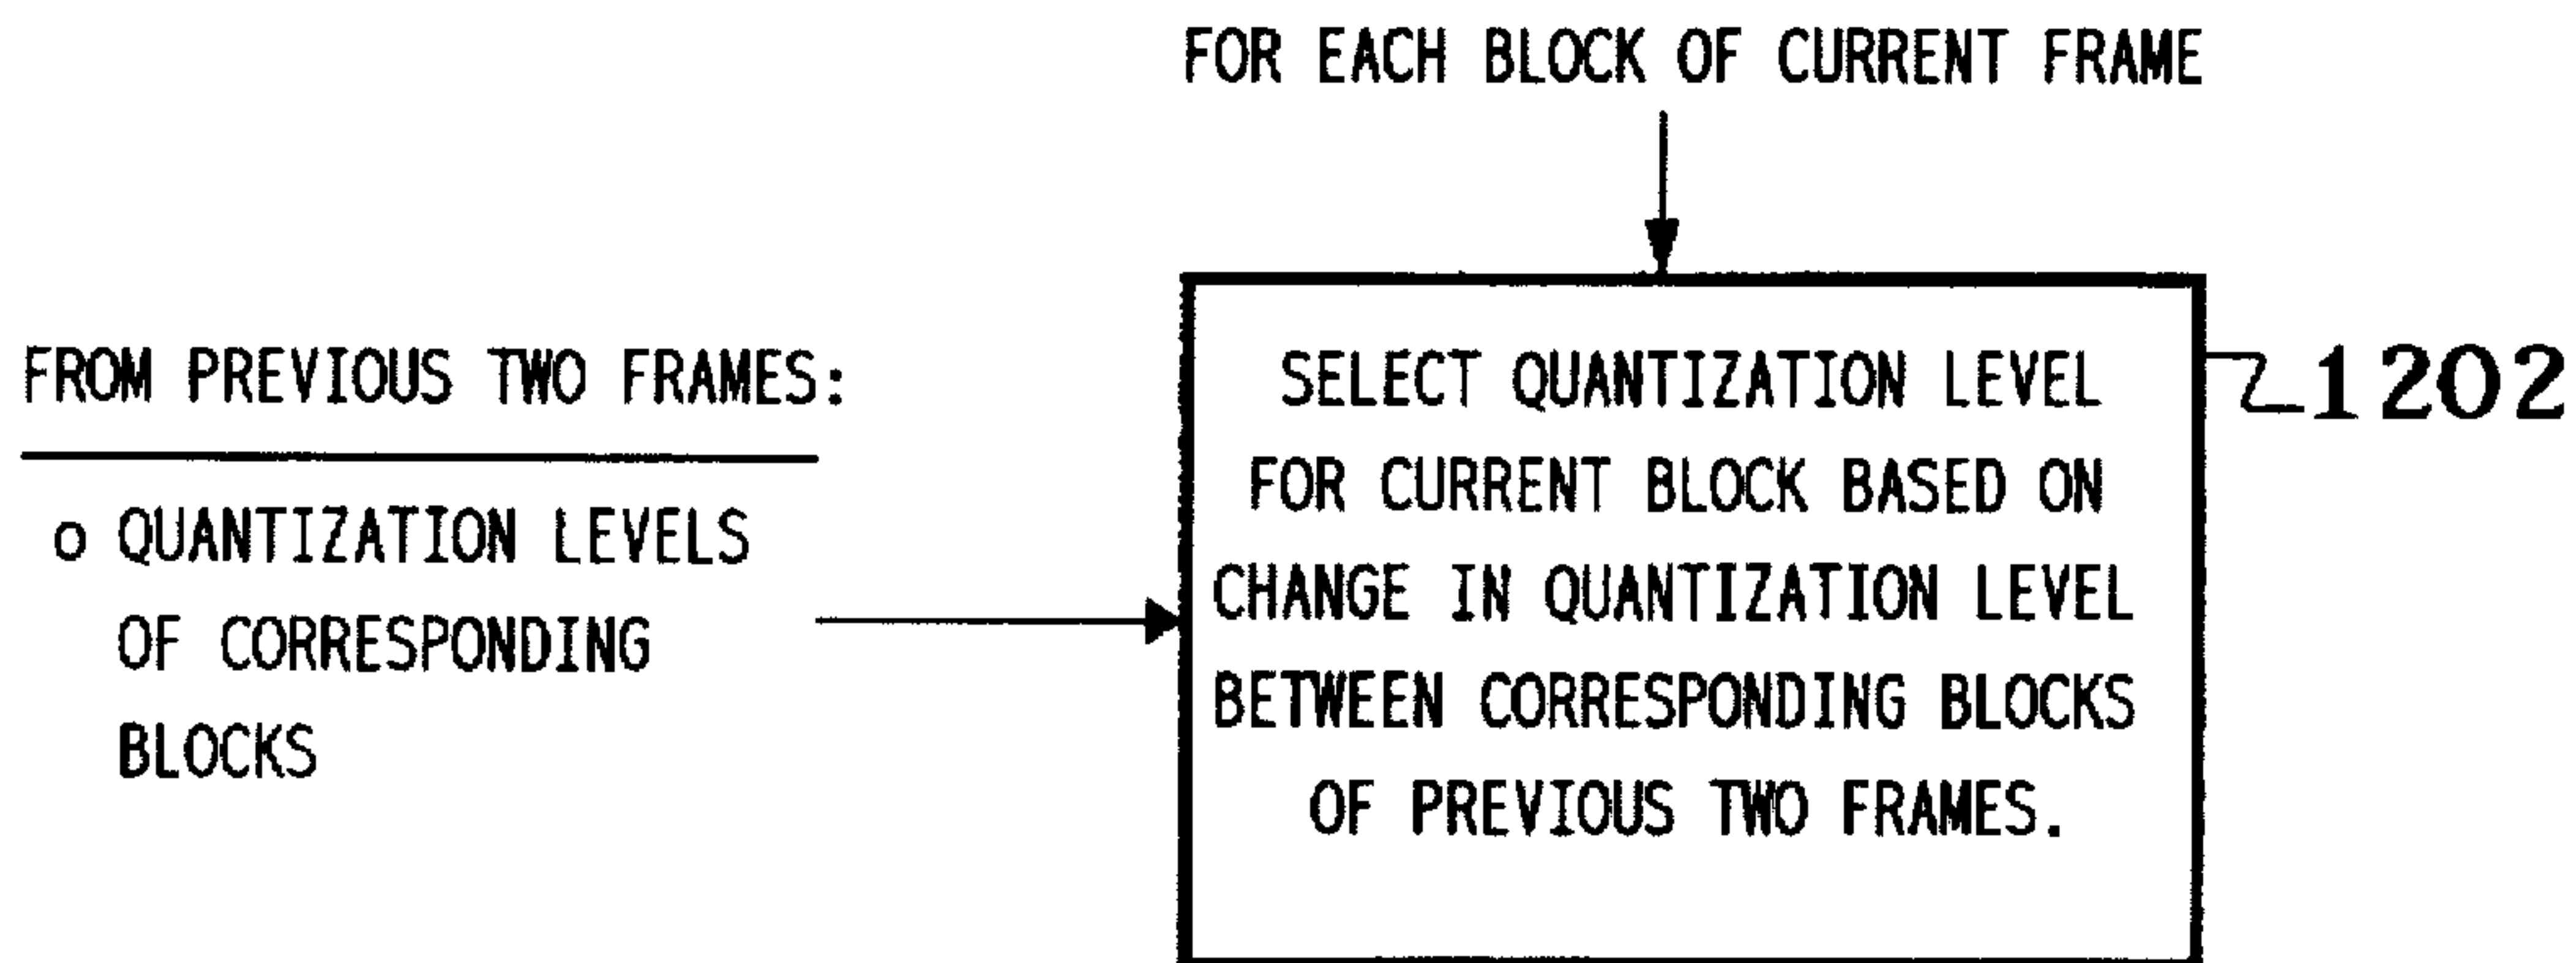 FOR EACH BLOCK OF CURRENT FRAME
FROM PREVIOUS TWO FRAMES:
o QUANTIZATION LEVELS
OF CORRESPONDING
BLOCKS
SELECT QUANTIZATION LEVEL
FOR CURRENT BLOCK BASED ON
CHANGE IN QUANTIZATION LEVEL
BETWEEN CORRESPONDING BLOCKS
OF PREVIOUS TWO FRAMES.
1202